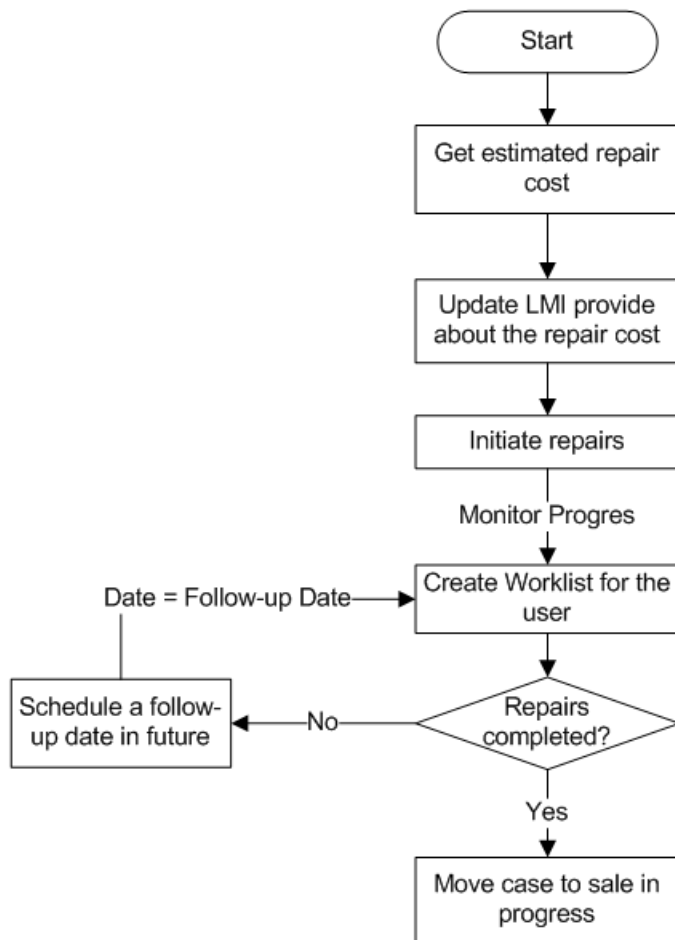 Start
Get estimated repair
cost
Update LMI provide
about the repair cost
Initiate repairs
Monitor Progres
Create Worklist for the
user
Date = Follow-up Date
Repairs
completed?
No
Schedule a follow-
up date in future
Yes
Move case to sale in
progress